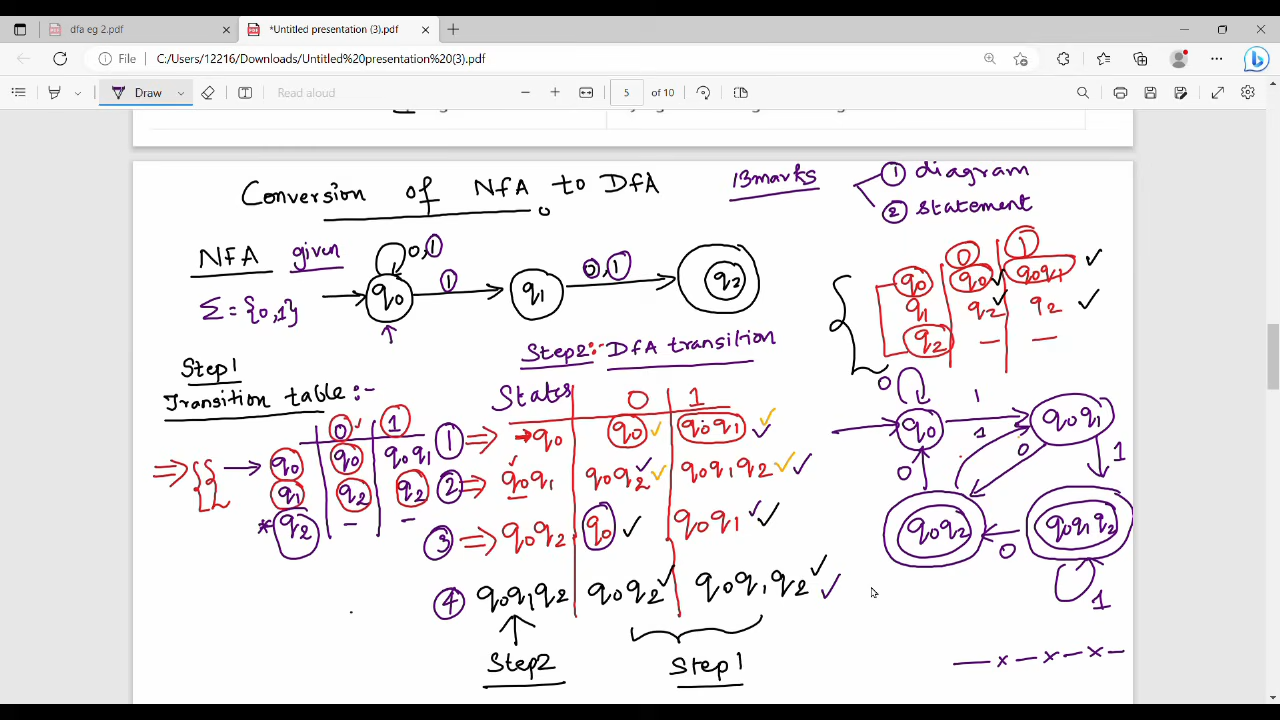 dfa eg 2.pdf
*Untitled presentation (3).pdf
File C:/Users/12216/Downloads/Untitled%20presentation%20(3).pdf
Draw Read aloud 5 of 10
Conversion of NFA to DFA
13marks
① diagram
② statement
NFA given
Σ = {0,1}
q0 0,1 1 q1 0,1 q2
0 1
q0 q0 q0q1
q1 q2 q2
q2 — —
Step1
Transition table :-
0 1
q0 q0 q0q1
q1 q2 q2
*q2 - -
Step2:- DFA transition
States 0 1
① ⇒ →q0 q0 q0q1
② ⇒ q0q1 q0q2 q0q1q2
③ ⇒ q0q2 q0 q0q1
④ q0q1q2 q0q2 q0q1q2
Step2 Step1
0 1
q0 q0q1
1 0 1
0
q0q2 0 q0q1q2
1
— x — x — x —